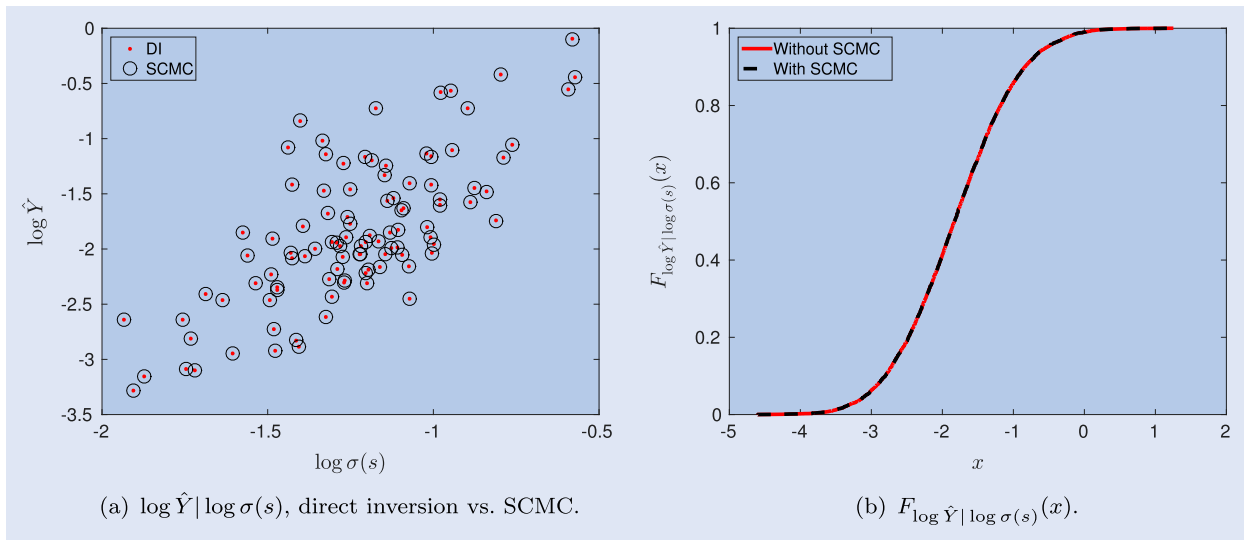 0
-0.5
-1
-1.5
-2
-2.5
-3
-3.5
-2
-1.5
-1
-0.5
log Ŷ
log σ(s)
DI
SCMC
(a) log Ŷ| log σ(s), direct inversion vs. SCMC.
1
0.8
0.6
0.4
0.2
0
-5
-4
-3
-2
-1
0
1
2
F_{log Ŷ| log σ(s)}(x)
x
Without SCMC
With SCMC
(b) F_{log Ŷ| log σ(s)}(x).